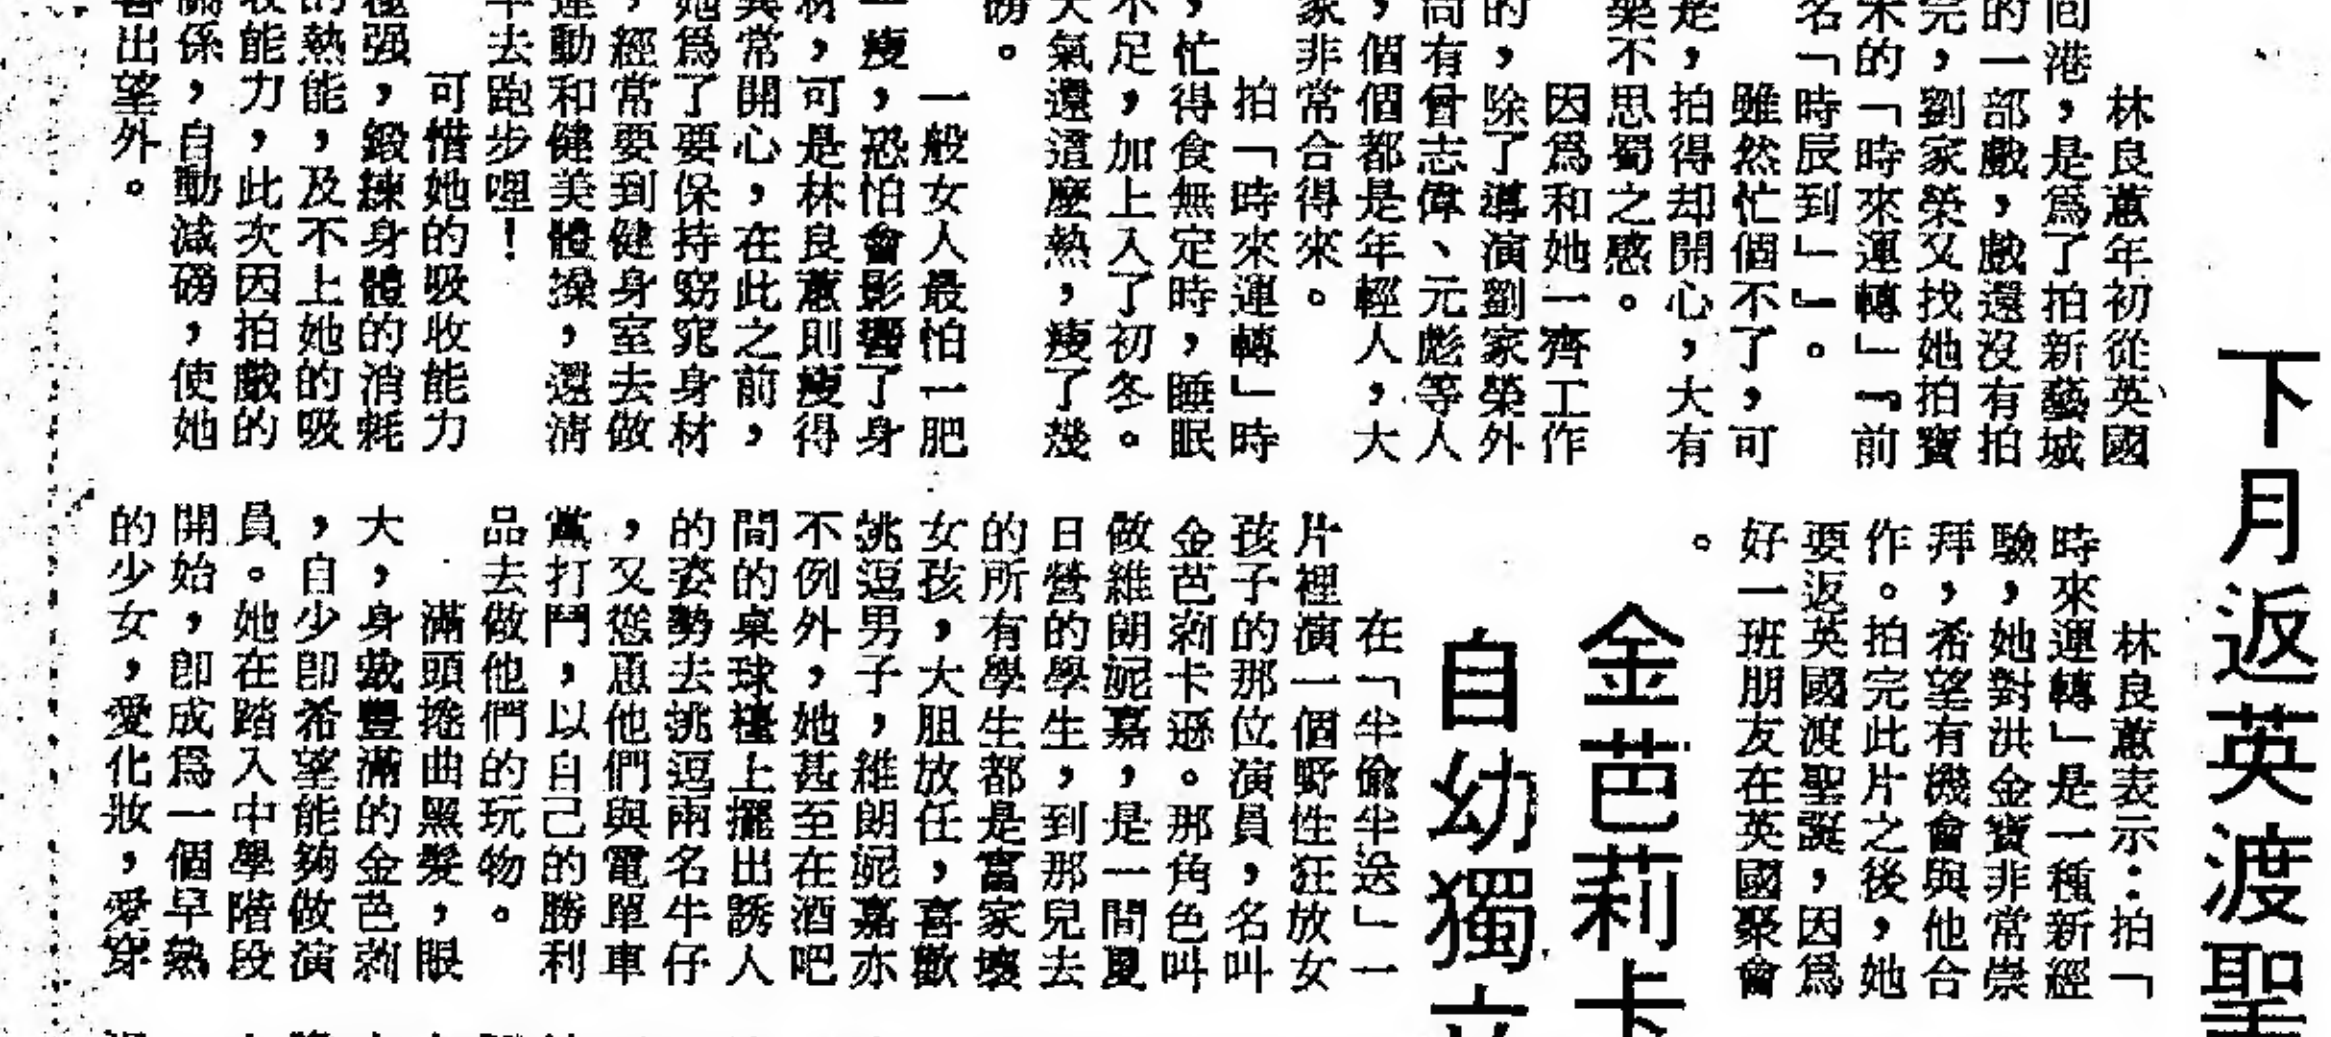 下月返英渡聖
林良蕙年初從英國
間港，是爲了拍新藝城
的一部戲，戲還沒有拍
完，劉家榮又找她拍寶
禾的「時來運轉」『前
名「時辰到」』。
雖然忙個不了，可
是，拍得却開心，大有
樂不思蜀之感。
因爲和她一齊工作
的，除了導演劉家榮外
尚有曾志偉、元彪等人
，個個都是年輕人，大
家非常合得來。
拍「時來運轉」時
，忙得食無定時，睡眠
不足，加上入了初冬。
天氣還這麼熱，瘦了幾
磅。
一般女人最怕一肥
一瘦，恐怕會影響了身
材，可是林良蕙則瘦得
異常開心，在此之前，
她爲了要保持窈窕身材
，經常要到健身室去做
運動和健美體操，還淸
早去跑步哩！
可惜她的吸收能力
極强，鍛鍊身體的消耗
的熱能，及不上她的吸
收能力，此次因拍戲的
關係，自動減磅，使她
喜出望外。
林良蕙表示：拍「
時來運轉」是一種新經
驗，她對洪金寶非常崇
拜，希望有機會與他合
作。拍完此片之後，她
要返英國渡聖誕，因爲
好一班朋友在英國聚會
。
金芭莉卡
自幼獨立
在「半偷半送」一
片裡演一個野性狂放女
孩子的那位演員，名叫
金芭莉卡遜。那角色叫
做維朗妮嘉，是一間夏
日營的學生，到那兒去
的所有學生都是富家壞
女孩，大胆放任，喜歡
挑逗男子，維朗妮嘉亦
不例外，她甚至在酒吧
間的桌球檯上擺出誘人
的姿勢去挑逗兩名牛仔
，又慫恿他們與電單車
黨打鬥，以自己的勝利
品去做他們的玩物。
滿頭捲曲黑髮，眼
大，身裁豐滿的金芭莉
，自少卽希望能夠做演
員。她在踏入中學階段
開始，卽成爲一個早熟
的少女，愛化妝，愛穿